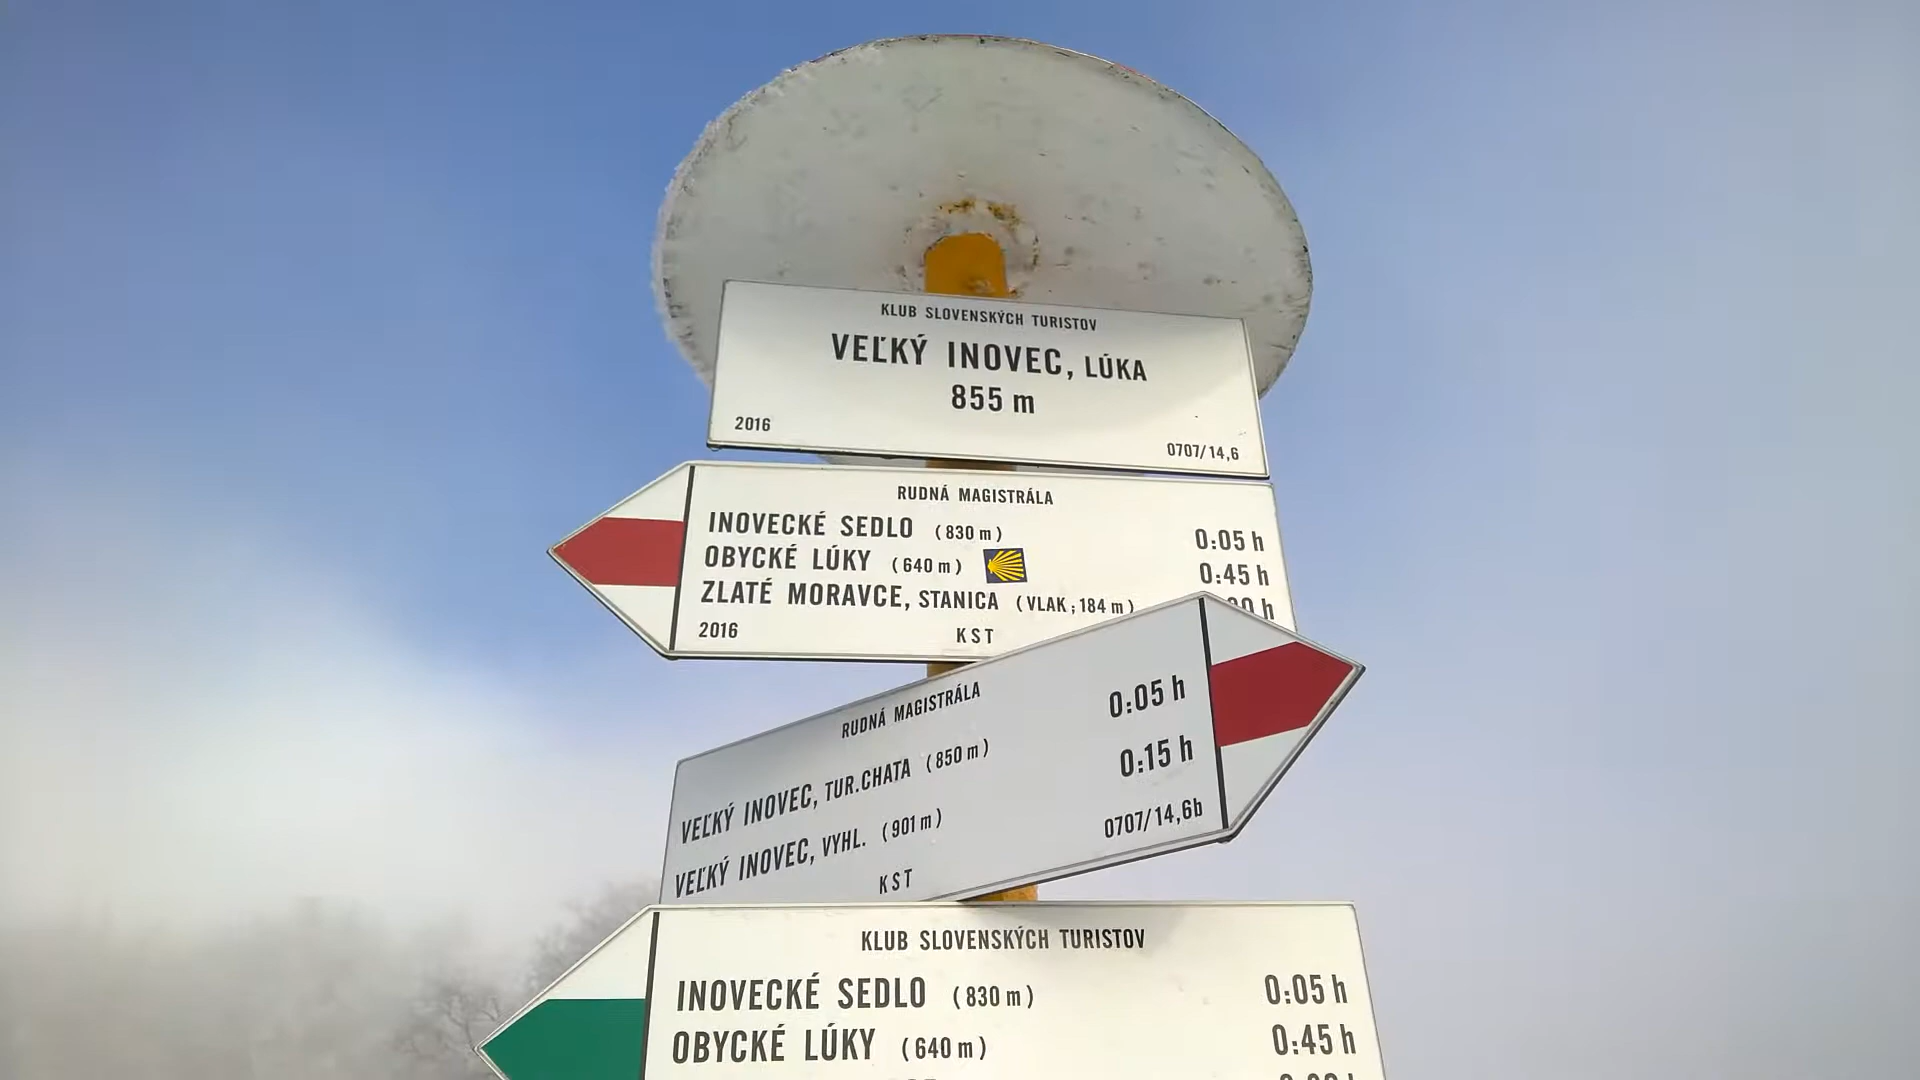 KLUB SLOVENSKÝCH TURISTOV
VEĽKÝ INOVEC, LÚKA
855 m
2016 0707/14,6
RUDNÁ MAGISTRÁLA
INOVECKÉ SEDLO (830 m) 0:05 h
OBYCKÉ LÚKY (640 m) 0:45 h
ZLATÉ MORAVCE, STANICA (VLAK ; 184 m) h
2016 KST
RUDNÁ MAGISTRÁLA
VEĽKÝ INOVEC, TUR.CHATA (850 m) 0:05 h
VEĽKÝ INOVEC, VYHL. (901 m) 0:15 h
KST 0707/14,6b
KLUB SLOVENSKÝCH TURISTOV
INOVECKÉ SEDLO (830 m) 0:05 h
OBYCKÉ LÚKY (640 m) 0:45 h